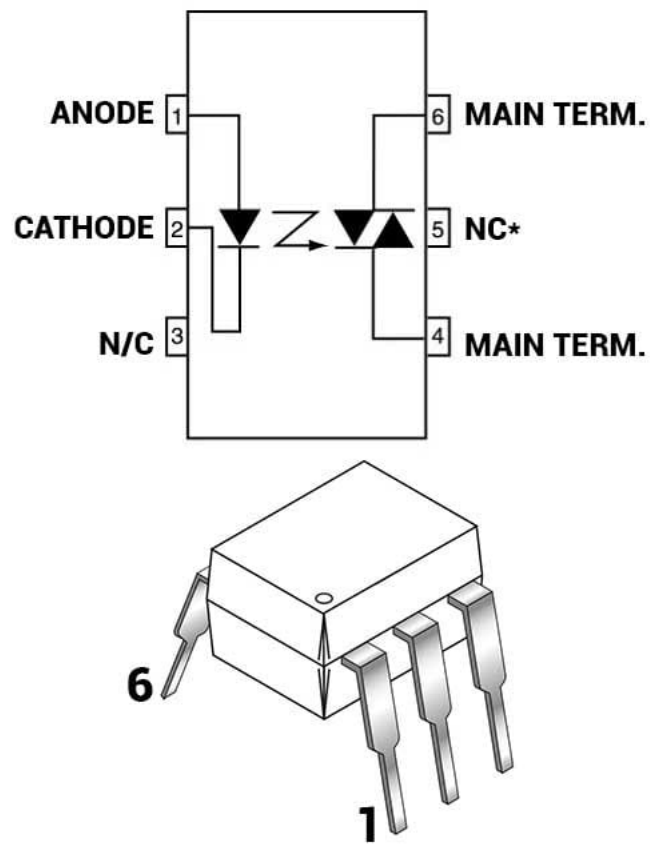 ANODE 1 6 MAIN TERM.
CATHODE 2 5 NC*
N/C 3 4 MAIN TERM.
6
1